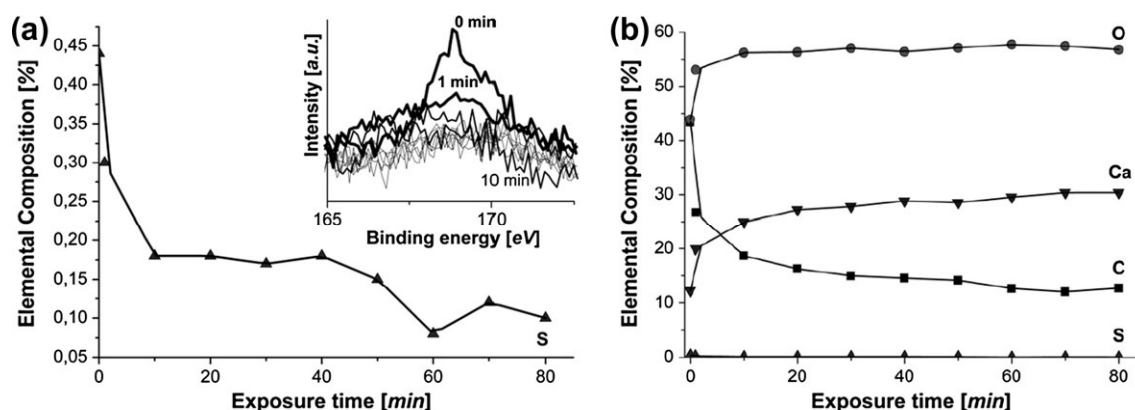 (a)
0,45
0,40
0,35
0,30
0,25
0,20
0,15
0,10
0,05
Elemental Composition [%]
0
20
40
60
80
Exposure time [min]
S
0 min
1 min
10 min
Intensity [a.u.]
165
170
Binding energy [eV]
(b)
60
50
40
30
20
10
0
Elemental Composition [%]
0
20
40
60
80
Exposure time [min]
O
Ca
C
S